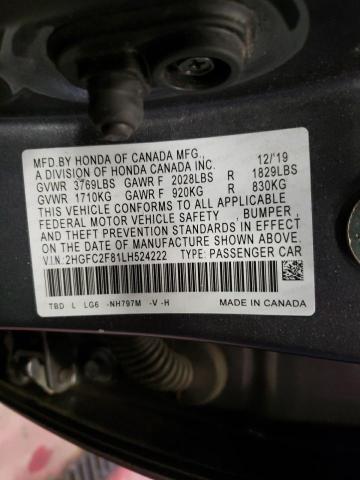 MFD.BY HONDA OF CANADA MFG., 12/'19
A DIVISION OF HONDA CANADA INC.
GVWR 3769LBS GAWR F 2028LBS R 1829LBS
GVWR 1710KG GAWR F 920KG R 830KG
THIS VEHICLE CONFORMS TO ALL APPLICABLE
FEDERAL MOTOR VEHICLE SAFETY , BUMPER ,
AND THEFT PREVENTION STANDARDS IN EFFECT
ON THE DATE OF MANUFACTURE SHOWN ABOVE.
V.I.N.:2HGFC2F81LH524222 TYPE: PASSENGER CAR
TBD L LG6 -NH797M -V -H MADE IN CANADA